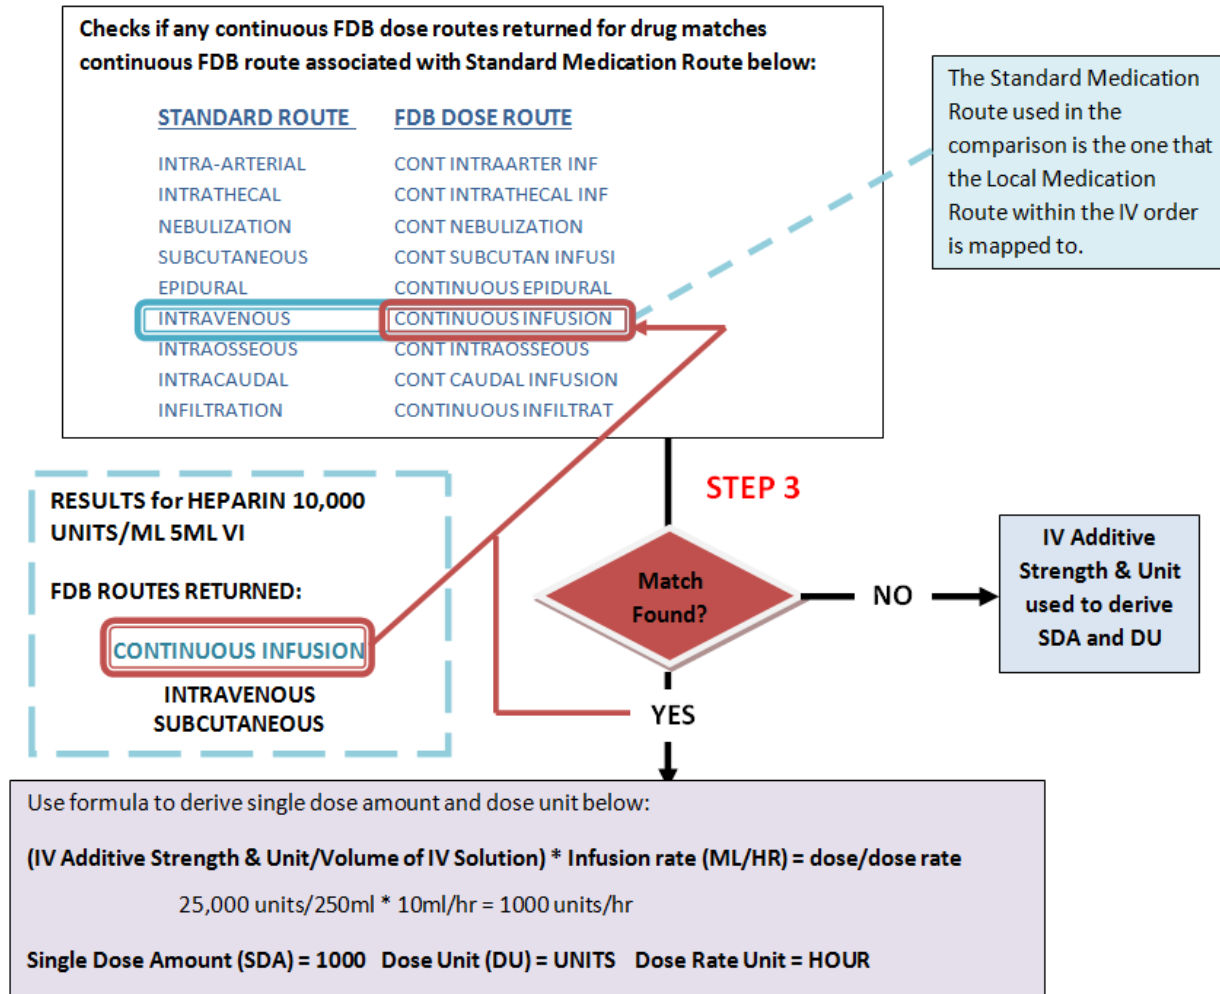 Checks if any continuous FDB dose routes returned for drug matches
continuous FDB route associated with Standard Medication Route below:
STANDARD ROUTE FDB DOSE ROUTE
INTRA-ARTERIAL CONT INTRAARTER INF
INTRATHECAL CONT INTRATHECAL INF
NEBULIZATION CONT NEBULIZATION
SUBCUTANEOUS CONT SUBCUTAN INFUSI
EPIDURAL CONTINUOUS EPIDURAL
INTRAVENOUS CONTINUOUS INFUSION
INTRAOSSEOUS CONT INTRAOSSEOUS
INTRACAUDAL CONT CAUDAL INFUSION
INFILTRATION CONTINUOUS INFILTRAT
The Standard Medication
Route used in the
comparison is the one that
the Local Medication
Route within the IV order
is mapped to.
RESULTS for HEPARIN 10,000
UNITS/ML 5ML VI
FDB ROUTES RETURNED:
CONTINUOUS INFUSION
INTRAVENOUS
SUBCUTANEOUS
STEP 3
Match
Found?
NO
IV Additive
Strength & Unit
used to derive
SDA and DU
YES
Use formula to derive single dose amount and dose unit below:
(IV Additive Strength & Unit/Volume of IV Solution) * Infusion rate (ML/HR) = dose/dose rate
25,000 units/250ml * 10ml/hr = 1000 units/hr
Single Dose Amount (SDA) = 1000 Dose Unit (DU) = UNITS Dose Rate Unit = HOUR